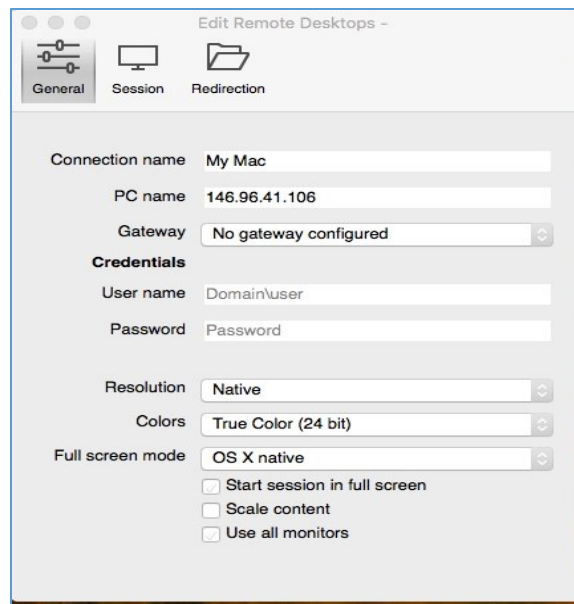 Edit Remote Desktops -
General Session Redirection
Connection name My Mac
PC name 146.96.41.106
Gateway No gateway configured
Credentials
User name Domain\user
Password Password
Resolution Native
Colors True Color (24 bit)
Full screen mode OS X native
Start session in full screen
Scale content
Use all monitors